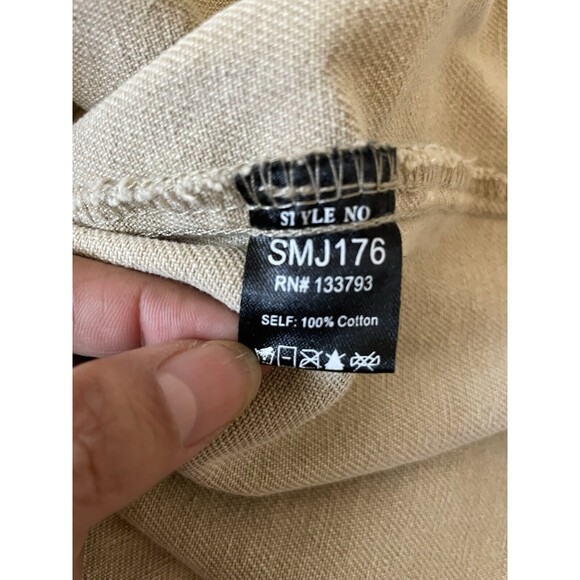 STYLE NO
SMJ176
RN# 133793
SELF: 100% Cotton